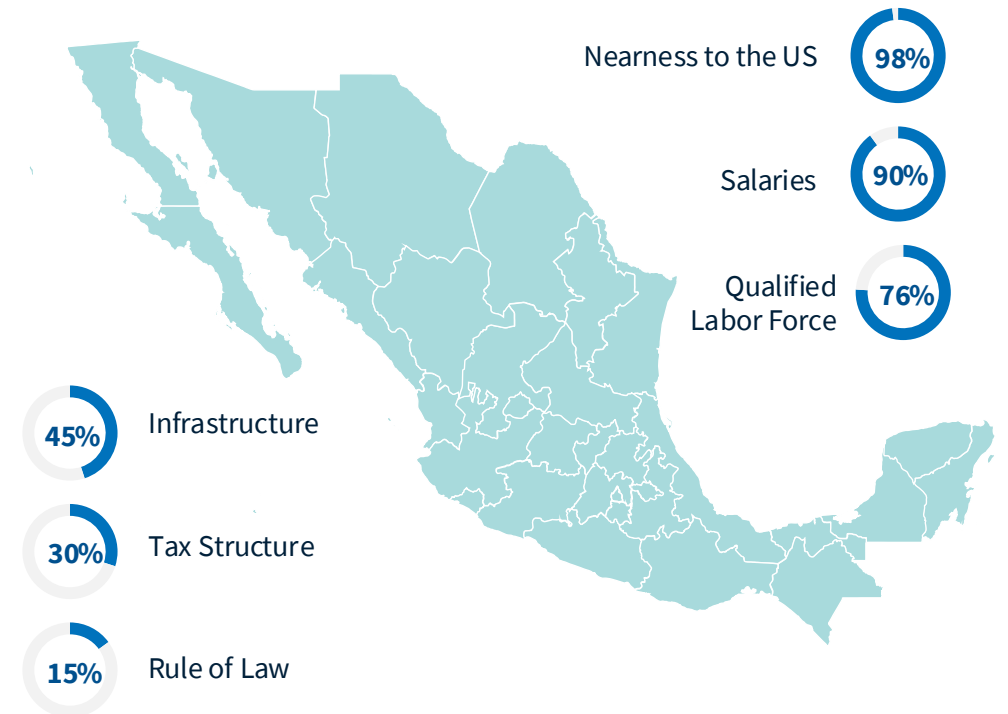 Nearness to the US
98%
Salaries
90%
Qualified
Labor Force
76%
45%
Infrastructure
30%
Tax Structure
15%
Rule of Law